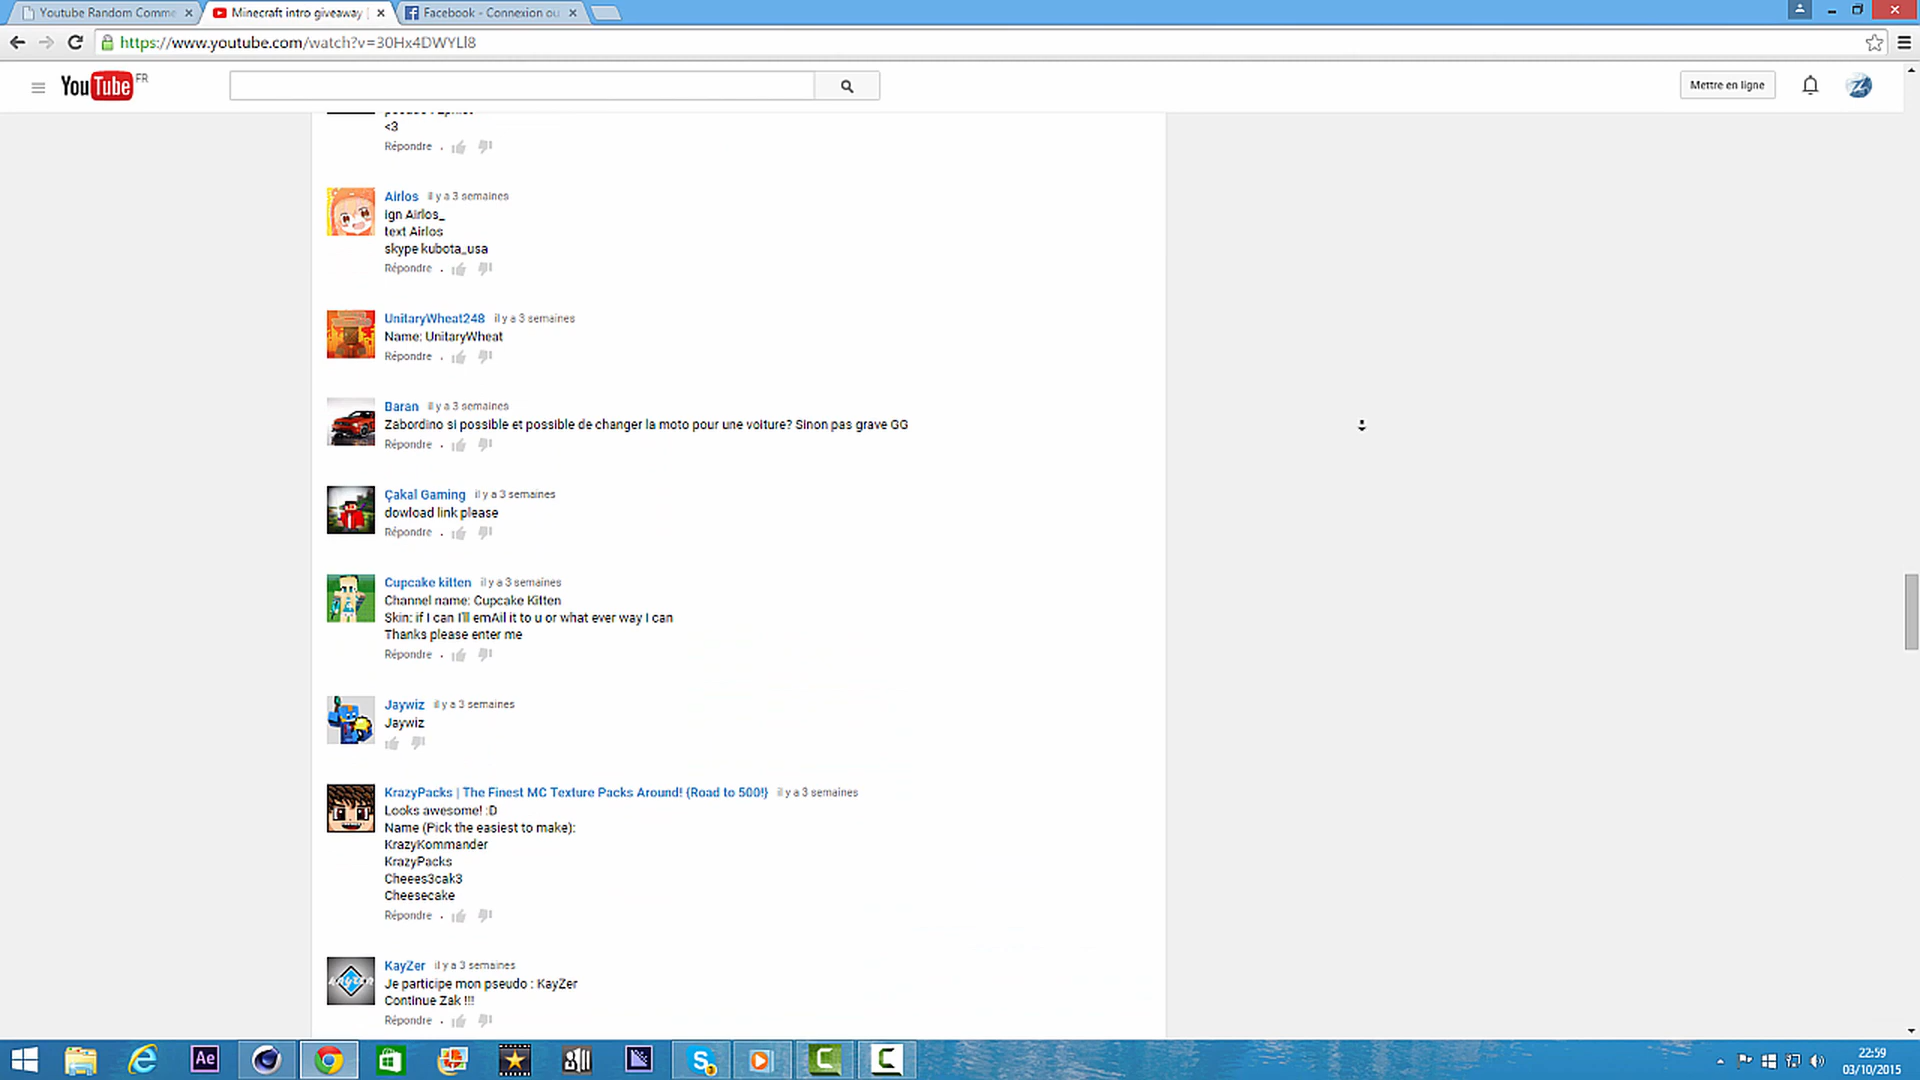 Youtube Random Comme
Minecraft intro giveaway
Facebook - Connexion ou
https://www.youtube.com/watch?v=30Hx4DWYLl8
YouTube FR
Mettre en ligne
<3
Répondre
Airlos il y a 3 semaines
Ign Airlos_
text Airlos
skype kubota_usa
Répondre
UnitaryWheat248 il y a 3 semaines
Name: UnitaryWheat
Répondre
Baran il y a 3 semaines
Zabordino si possible et possible de changer la moto pour une voiture? Sinon pas grave GG
Répondre
Çakal Gaming il y a 3 semaines
dowload link please
Répondre
Cupcake kitten il y a 3 semaines
Channel name: Cupcake Kitten
Skin: if I can I'll emAil it to u or what ever way I can
Thanks please enter me
Répondre
Jaywiz il y a 3 semaines
Jaywiz
KrazyPacks | The Finest MC Texture Packs Around! {Road to 500!} il y a 3 semaines
Looks awesome! :D
Name (Pick the easiest to make):
KrazyKommander
KrazyPacks
Cheees3cak3
Cheesecake
Répondre
KayZer il y a 3 semaines
Je participe mon pseudo : KayZer
Continue Zak !!!
Répondre
Ae
22:59
03/10/2015